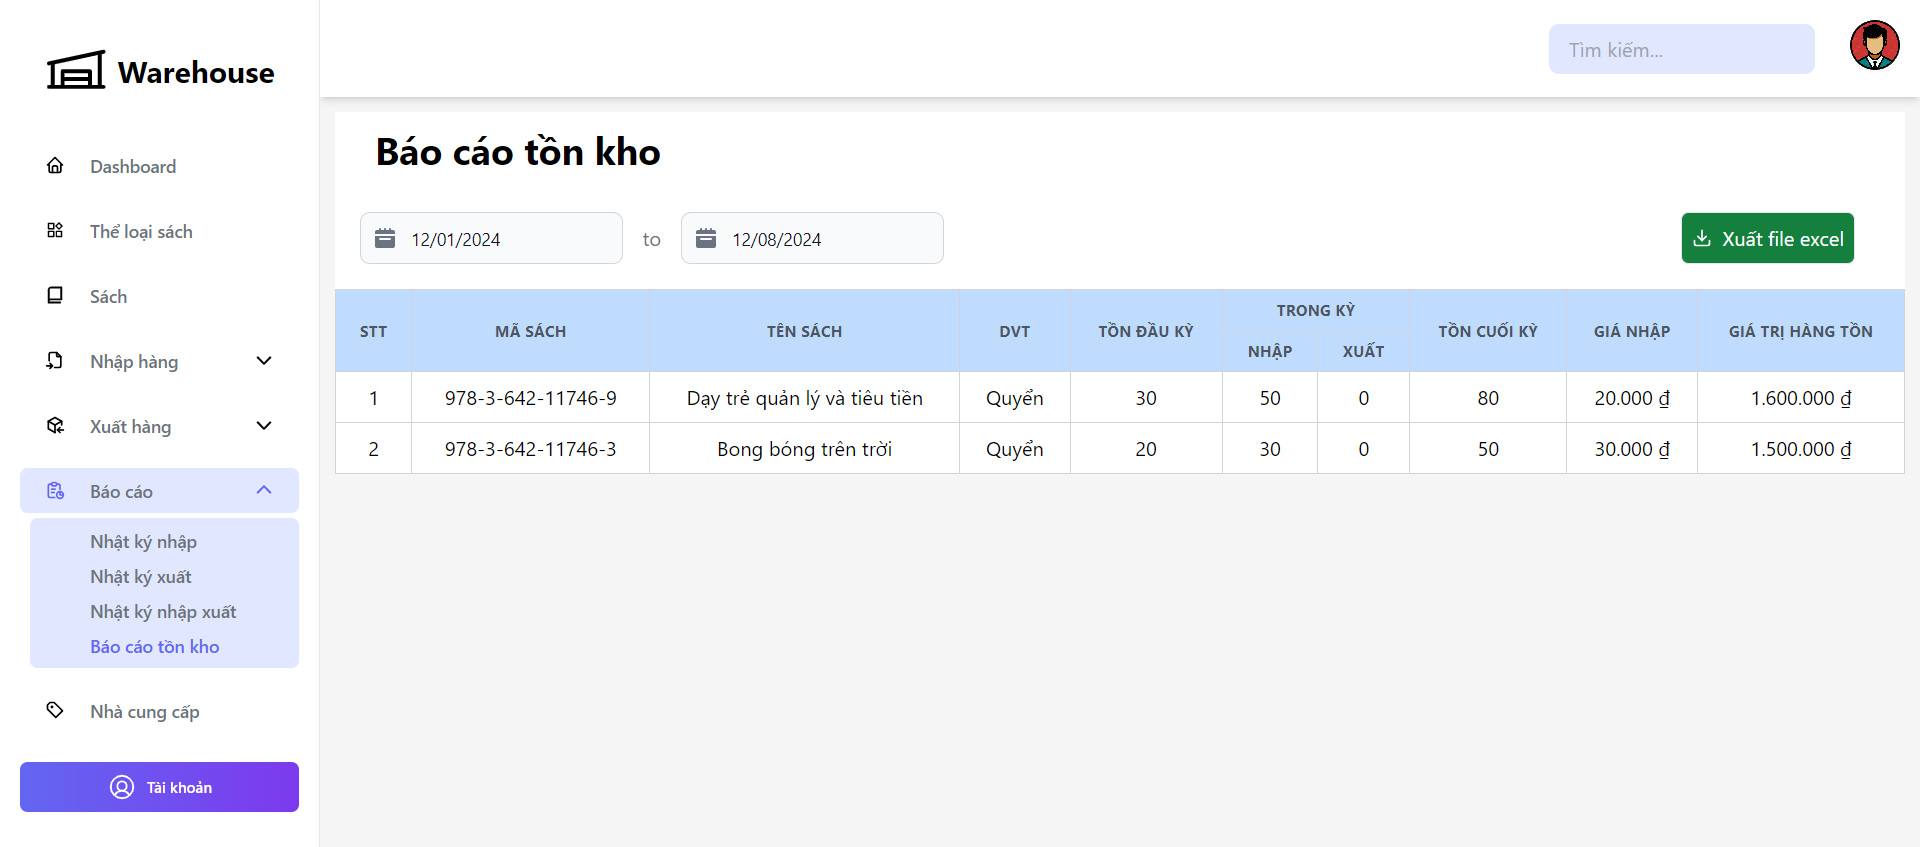 Warehouse
Dashboard
Thể loại sách
Sách
Nhập hàng
Xuất hàng
Báo cáo
Nhật ký nhập
Nhật ký xuất
Nhật ký nhập xuất
Báo cáo tồn kho
Nhà cung cấp
Tài khoản
Tìm kiếm...
Báo cáo tồn kho
12/01/2024 to 12/08/2024
Xuất file excel
STT MÃ SÁCH TÊN SÁCH DVT TỒN ĐẦU KỲ TRONG KỲ NHẬP XUẤT TỒN CUỐI KỲ GIÁ NHẬP GIÁ TRỊ HÀNG TỒN
1 978-3-642-11746-9 Dạy trẻ quản lý và tiêu tiền Quyển 30 50 0 80 20.000 ₫ 1.600.000 ₫
2 978-3-642-11746-3 Bong bóng trên trời Quyển 20 30 0 50 30.000 ₫ 1.500.000 ₫